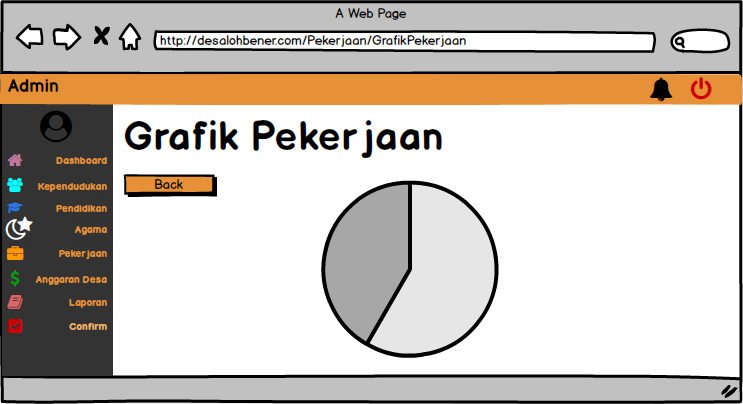 A Web Page
http://desalohbener.com/Pekerjaan/GrafikPekerjaan
Admin
Grafik Pekerjaan
Back
Dashboard
Kependudukan
Pendidikan
Agama
Pekerjaan
Anggaran Desa
Laporan
Confirm